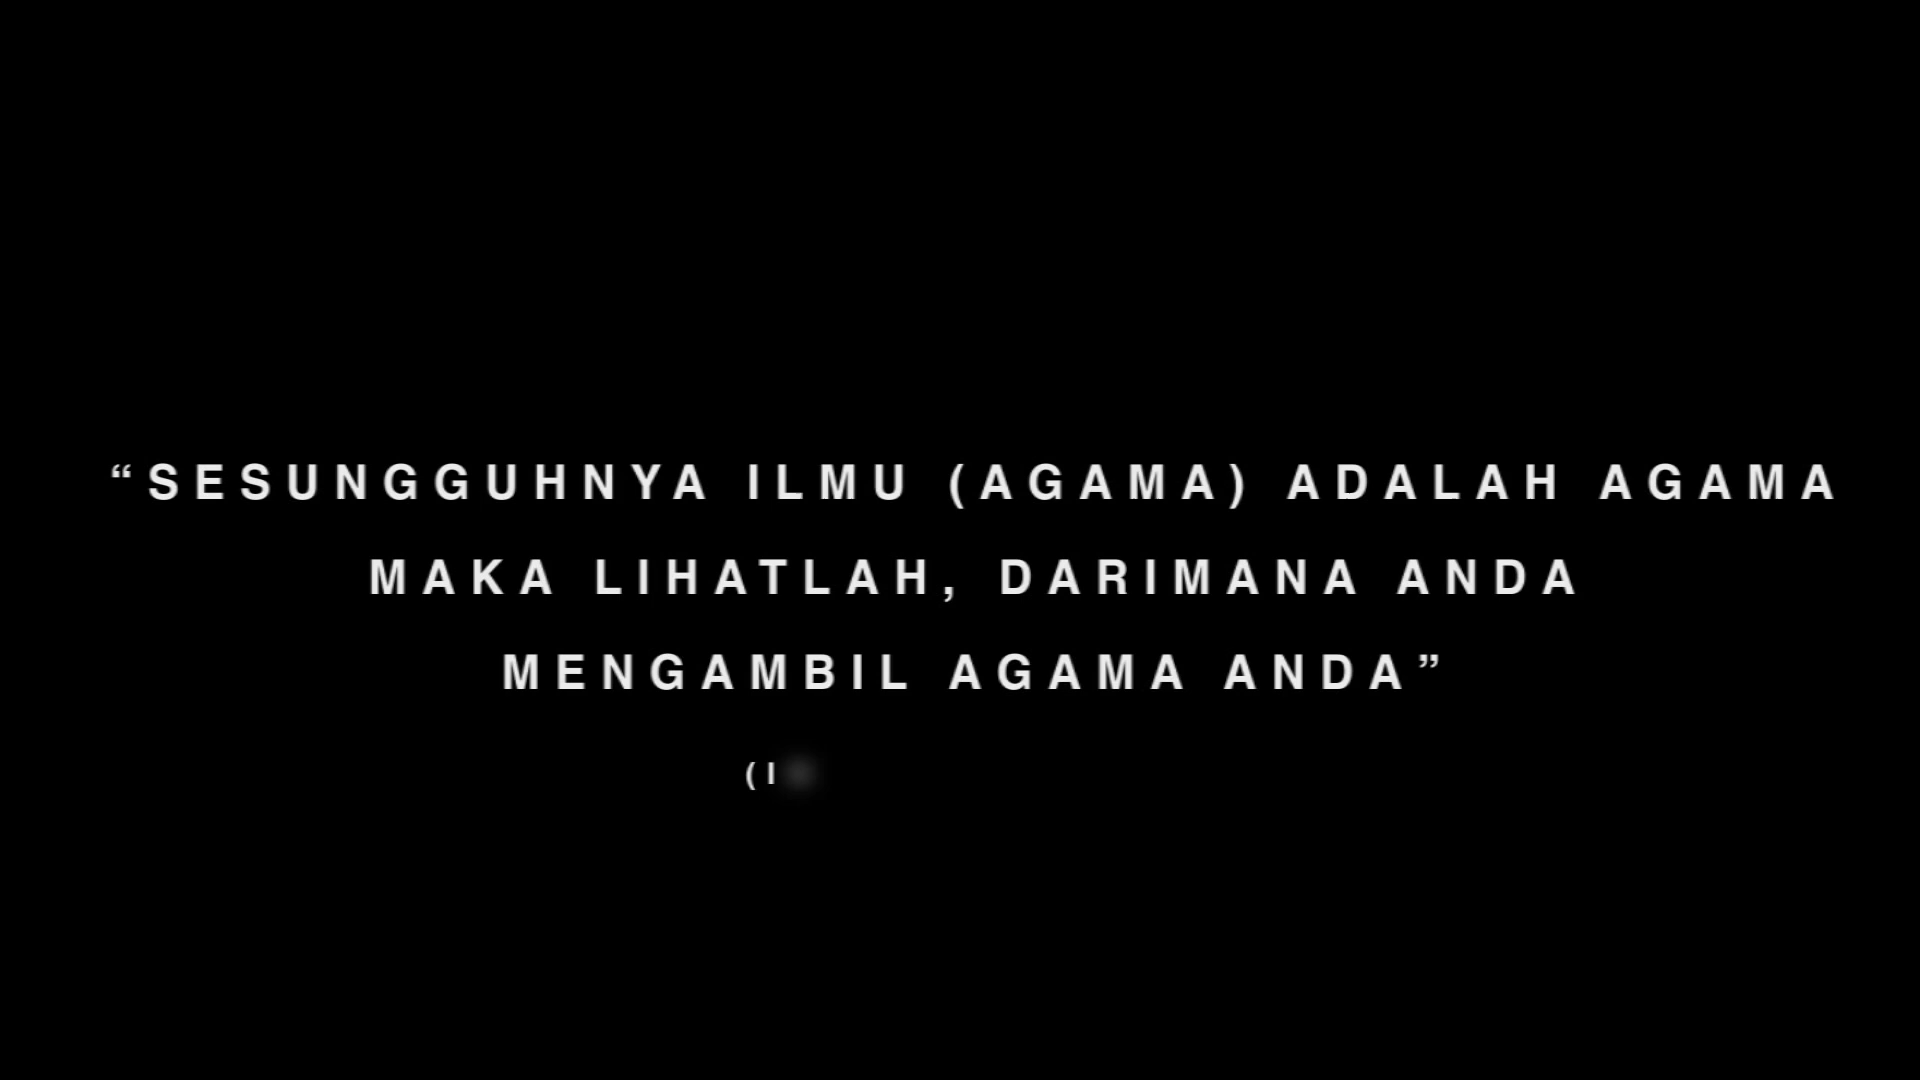 “SESUNGGUHNYA ILMU (AGAMA) ADALAH AGAMA
MAKA LIHATLAH, DARIMANA ANDA
MENGAMBIL AGAMA ANDA”
(I